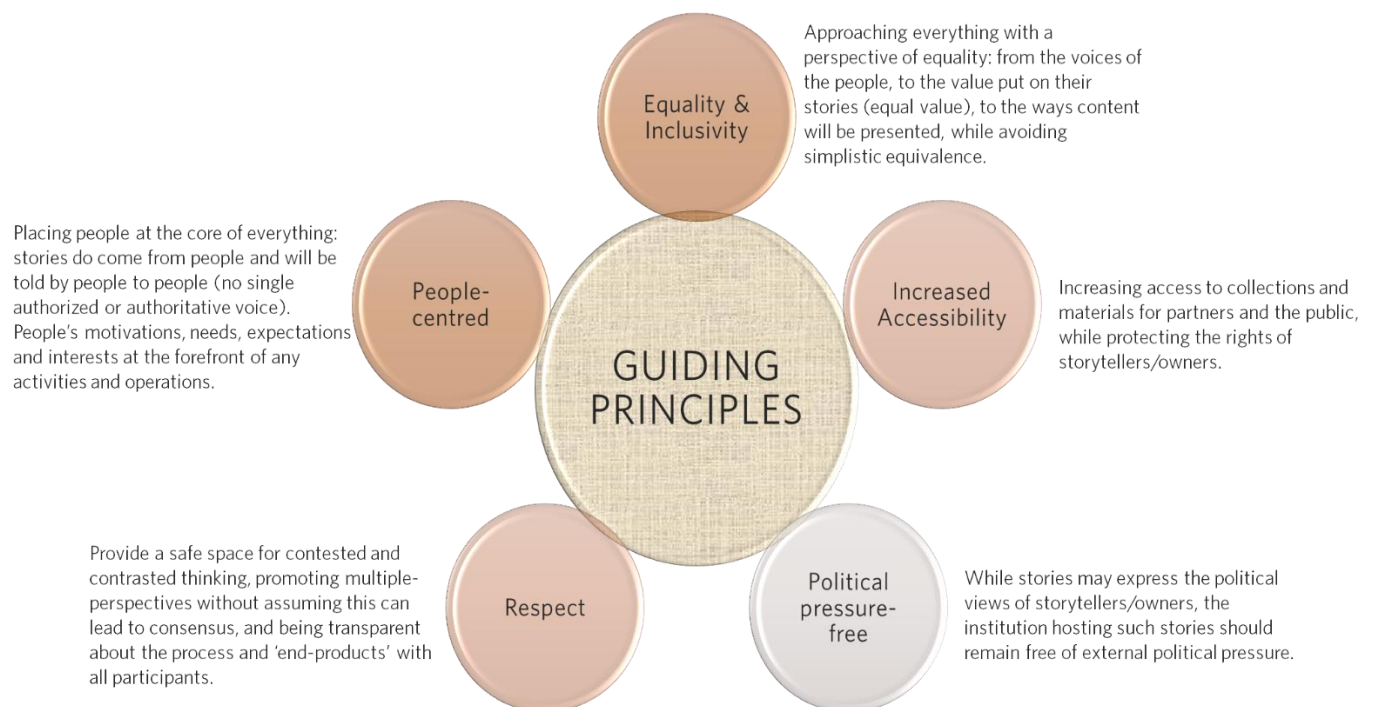 Equality &
Inclusivity
Approaching everything with a
perspective of equality: from the voices of
the people, to the value put on their
stories (equal value), to the ways content
will be presented, while avoiding
simplistic equivalence.
Placing people at the core of everything:
stories do come from people and will be
told by people to people (no single
authorized or authoritative voice).
People's motivations, needs, expectations
and interests at the forefront of any
activities and operations.
People-
centred
Increased
Accessibility
Increasing access to collections and
materials for partners and the public,
while protecting the rights of
storytellers/owners.
GUIDING
PRINCIPLES
Provide a safe space for contested and
contrasted thinking, promoting multiple-
perspectives without assuming this can
lead to consensus, and being transparent
about the process and ‘end-products’ with
all participants.
Respect
Political
pressure-
free
While stories may express the political
views of storytellers/owners, the
institution hosting such stories should
remain free of external political pressure.